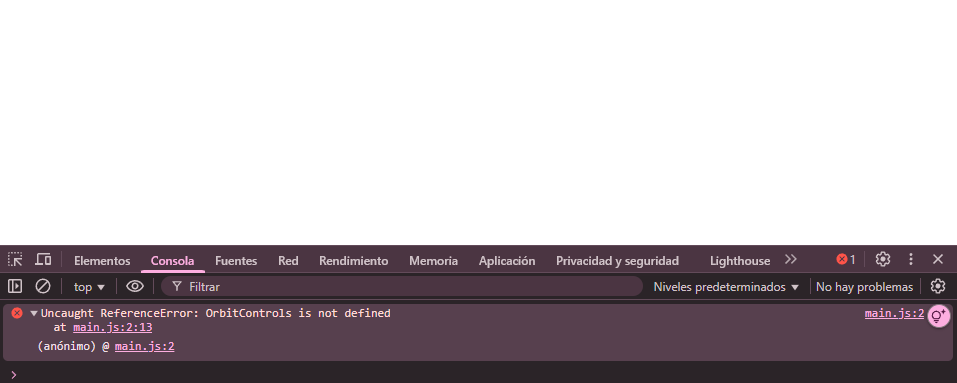 Elementos Consola Fuentes Red Rendimiento Memoria Aplicación Privacidad y seguridad Lighthouse 1
top Filtrar Niveles predeterminados No hay problemas
Uncaught ReferenceError: OrbitControls is not defined main.js:2
at main.js:2:13
(anónimo) @ main.js:2